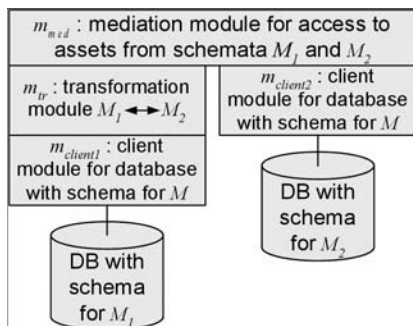 m_med : mediation module for access to
assets from schemata M_1 and M_2
m_tr : transformation
module M_1 ◄─► M_2
m_client1 : client
module for database
with schema for M
DB with
schema
for M_1
m_client2 : client
module for database
with schema for M
DB with
schema
for M_2